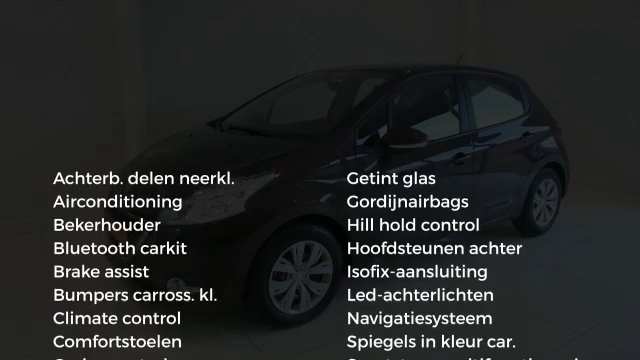 Achterb. delen neerkl.
Airconditioning
Bekerhouder
Bluetooth carkit
Brake assist
Bumpers carross. kl.
Climate control
Comfortstoelen
Getint glas
Gordijnairbags
Hill hold control
Hoofdsteunen achter
Isofix-aansluiting
Led-achterlichten
Navigatiesysteem
Spiegels in kleur car.